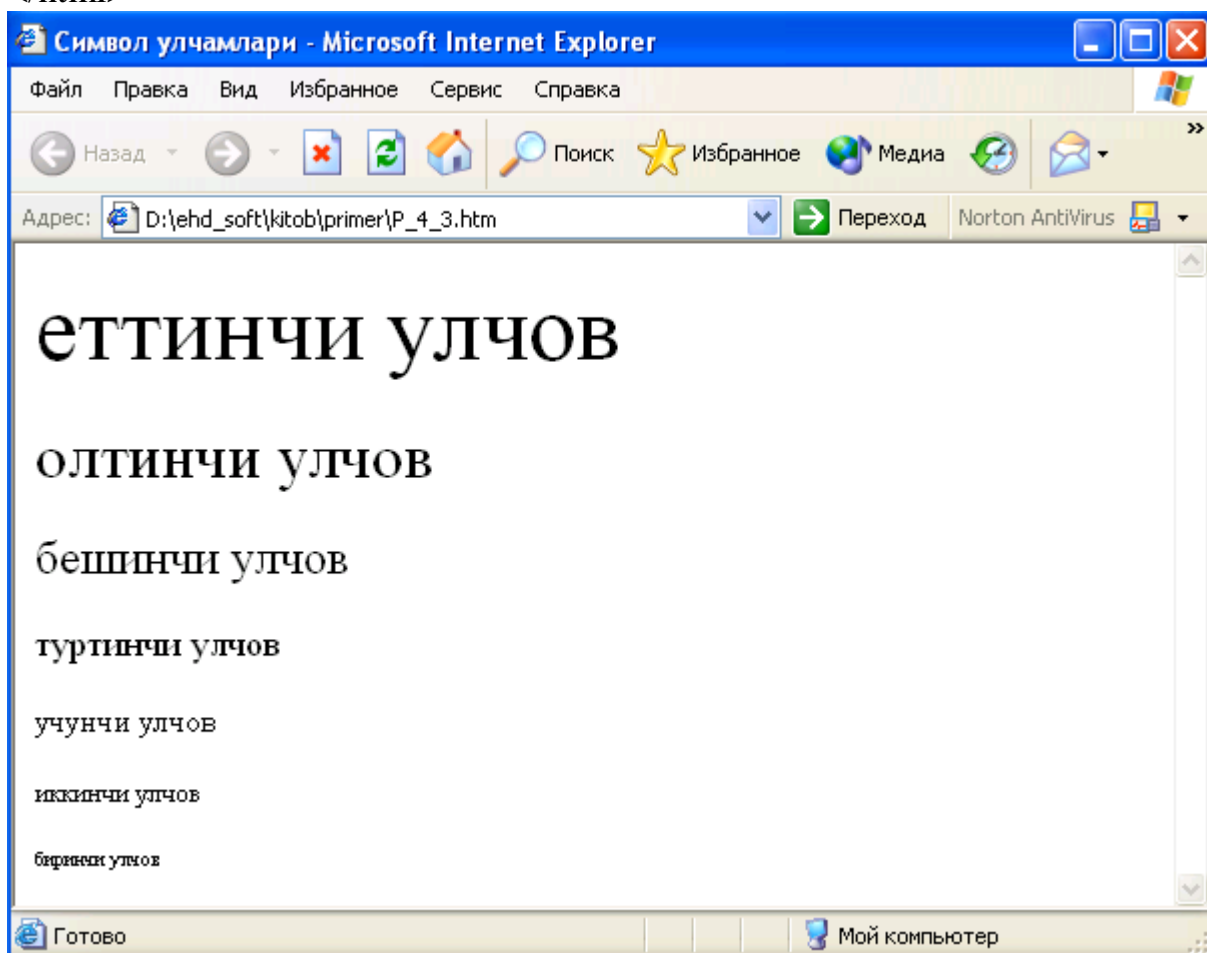 Символ улчамлари - Microsoft Internet Explorer
Файл Правка Вид Избранное Сервис Справка
Назад Поиск Избранное Медиа »
Адрес: D:\ehd_soft\kitob\primer\P_4_3.htm Переход Norton AntiVirus
еттинчи улчов
олтинчи улчов
бешинчи улчов
туртинчи улчов
учунчи улчов
иккинчи улчов
биринчи улчов
Готово Мой компьютер